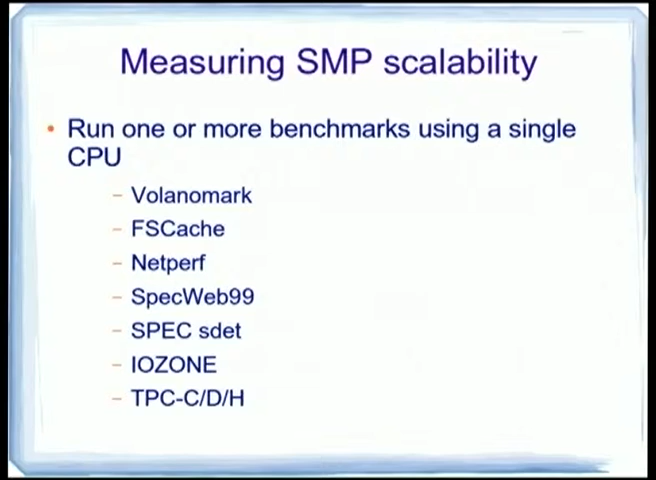 Measuring SMP scalability
• Run one or more benchmarks using a single
CPU
– Volanomark
– FSCache
– Netperf
– SpecWeb99
– SPEC sdet
– IOZONE
– TPC-C/D/H